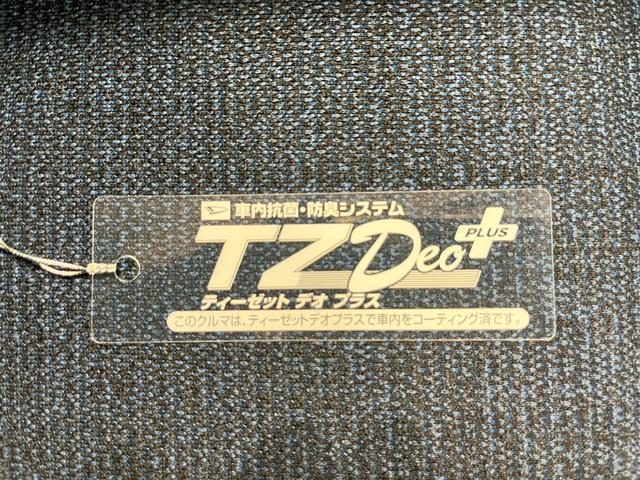 車内抗菌・防臭システム
TZ Deo PLUS
ティーゼット デオ プラス
このクルマは、ティーゼットデオプラスで車内をコーティング済です。